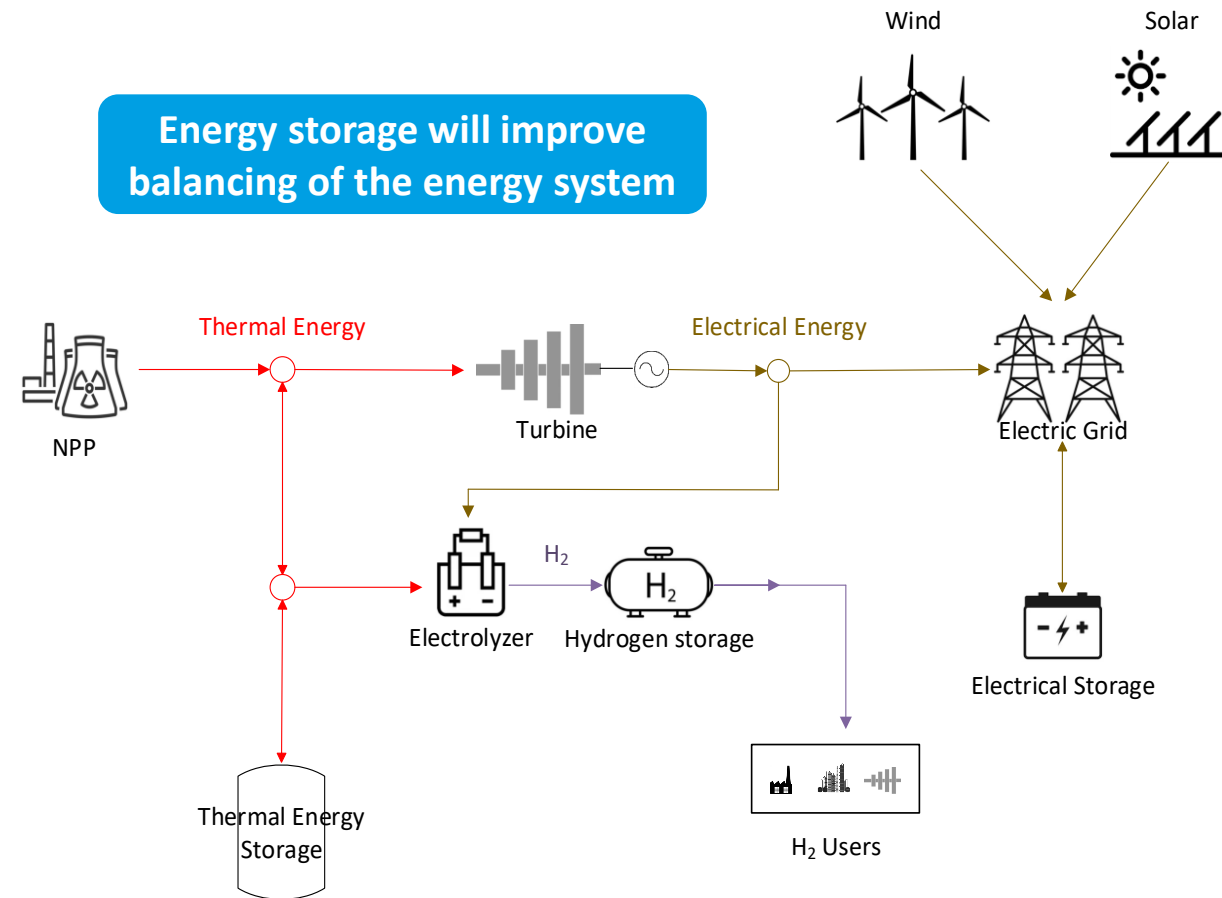 Wind
Solar
Energy storage will improve
balancing of the energy system
Thermal Energy
Electrical Energy
NPP
Turbine
Electric Grid
H₂
H₂
+ -
Electrolyzer
Hydrogen storage
- +
Electrical Storage
Thermal Energy
Storage
H₂ Users